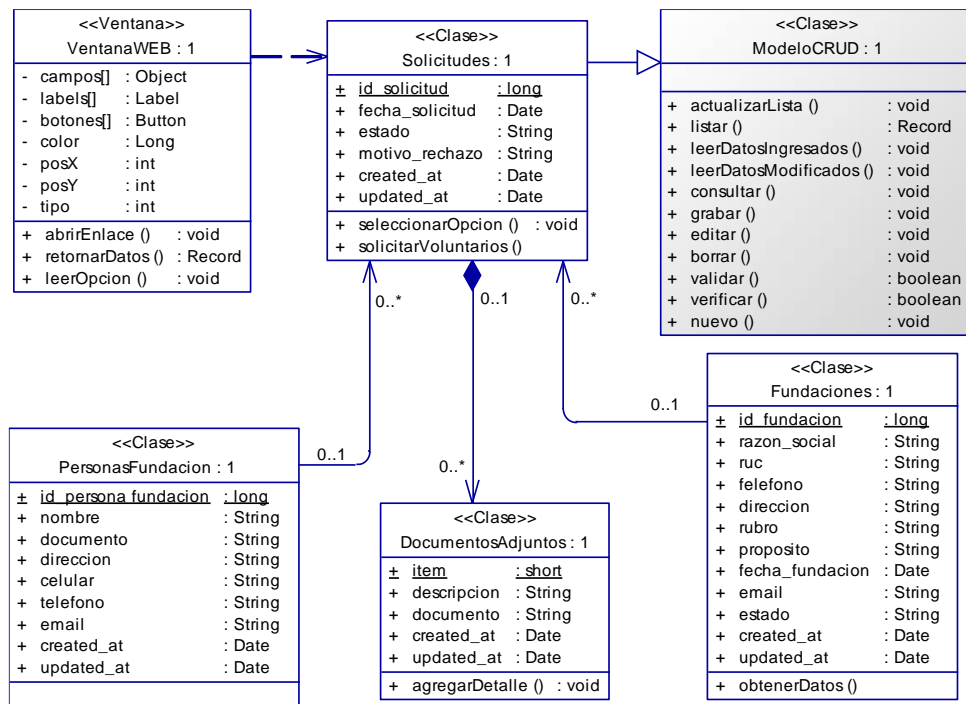 <<Ventana>>
VentanaWEB : 1
- campos[] : Object
- labels[] : Label
- botones[] : Button
- color : Long
- posX : int
- posY : int
- tipo : int
+ abrirEnlace () : void
+ retornarDatos () : Record
+ leerOpcion () : void
<<Clase>>
Solicitudes : 1
+ id_solicitud : long
+ fecha_solicitud : Date
+ estado : String
+ motivo_rechazo : String
+ created_at : Date
+ updated_at : Date
+ seleccionarOpcion () : void
+ solicitarVoluntarios ()
<<Clase>>
ModeloCRUD : 1
+ actualizarLista () : void
+ listar () : Record
+ leerDatosIngresados () : void
+ leerDatosModificados () : void
+ consultar () : void
+ grabar () : void
+ editar () : void
+ borrar () : void
+ validar () : boolean
+ verificar () : boolean
+ nuevo () : void
0..*
0..1
0..*
0..1
0..*
0..1
<<Clase>>
PersonasFundacion : 1
+ id_persona fundacion : long
+ nombre : String
+ documento : String
+ direccion : String
+ celular : String
+ telefono : String
+ email : String
+ created_at : Date
+ updated_at : Date
<<Clase>>
DocumentosAdjuntos : 1
+ item : short
+ descripcion : String
+ documento : String
+ created_at : Date
+ updated_at : Date
+ agregarDetalle () : void
<<Clase>>
Fundaciones : 1
+ id_fundacion : long
+ razon_social : String
+ ruc : String
+ felefono : String
+ direccion : String
+ rubro : String
+ proposito : String
+ fecha_fundacion : Date
+ email : String
+ estado : String
+ created_at : Date
+ updated_at : Date
+ obtenerDatos ()